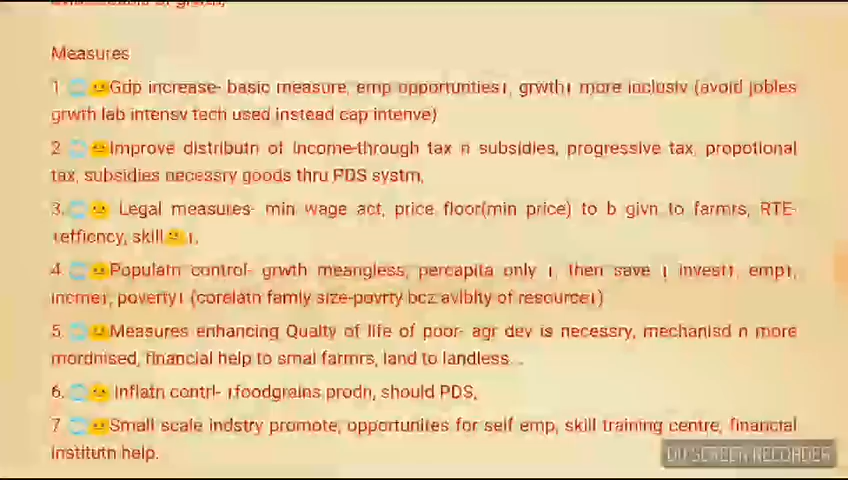 Measures
1 Gdp increase- basic measure, emp opportunties↑, grwth↑ more inclusiv (avoid jobles
grwth lab intensv tech used instead cap intenve)
2 Improve distributn of Income-through tax n subsidies, progressive tax, propotional
tax, subsidies necessry goods thru PDS systm,
3. Legal measures- min wage act, price floor(min price) to b givn to farmrs, RTE-
↑effiency, skill ↑,
4 Populatn control- grwth meangless, percapita only ↑, then save ↓ invest↑, emp↑,
incme↑, poverty↑ (corelatn famly size-povrty bcz avlblty of resource↑)
5. Measures enhancing Qualty of life of poor- agr dev is necessry, mechanisd n more
mordnised, financial help to smal farmrs, land to landless...
6. Inflatn contrl- ↑foodgrains prodn, should PDS,
7 Small scale indstry promote, opportunites for self emp, skill training centre, financial
institutn help.
DU SCREEN RECORDER